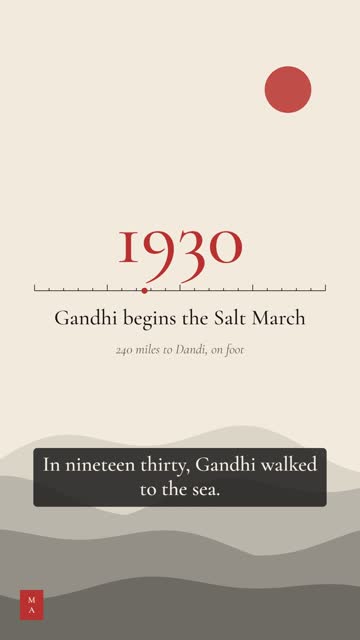 1930
Gandhi begins the Salt March
240 miles to Dandi, on foot
In nineteen thirty, Gandhi walked
to the sea.
M
A